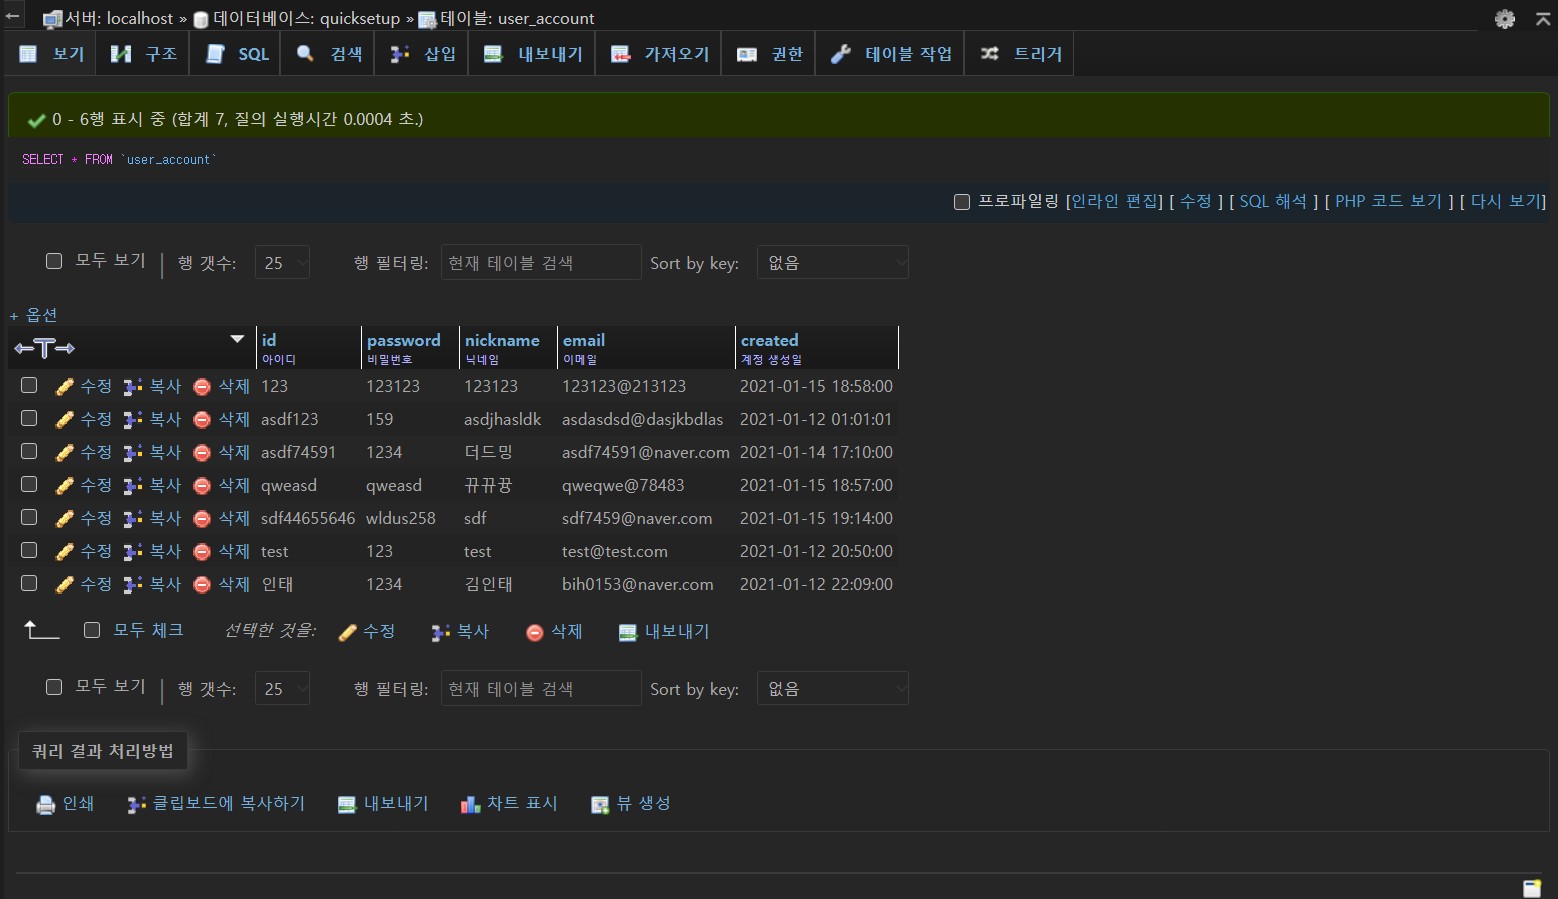 서버: localhost » 데이터베이스: quicksetup » 테이블: user_account
보기 구조 SQL 검색 삽입 내보내기 가져오기 권한 테이블 작업 트리거
0 - 6행 표시 중 (합계 7, 질의 실행시간 0.0004 초.)
SELECT * FROM `user_account`
프로파일링 [인라인 편집] [ 수정 ] [ SQL 해석 ] [ PHP 코드 보기 ] [ 다시 보기]
모두 보기 | 행 갯수: 25 행 필터링: 현재 테이블 검색 Sort by key: 없음
+ 옵션
←T→ id password nickname email created
아이디 비밀번호 닉네임 이메일 계정 생성일
수정 복사 삭제 123 123123 123123 123123@213123 2021-01-15 18:58:00
수정 복사 삭제 asdf123 159 asdjhasldk asdasdsd@dasjkbdlas 2021-01-12 01:01:01
수정 복사 삭제 asdf74591 1234 더드밍 asdf74591@naver.com 2021-01-14 17:10:00
수정 복사 삭제 qweasd qweasd 뀨뀨뀽 qweqwe@78483 2021-01-15 18:57:00
수정 복사 삭제 sdf44655646 wldus258 sdf sdf7459@naver.com 2021-01-15 19:14:00
수정 복사 삭제 test 123 test test@test.com 2021-01-12 20:50:00
수정 복사 삭제 인태 1234 김인태 bih0153@naver.com 2021-01-12 22:09:00
모두 체크 선택한 것을: 수정 복사 삭제 내보내기
모두 보기 | 행 갯수: 25 행 필터링: 현재 테이블 검색 Sort by key: 없음
쿼리 결과 처리방법
인쇄 클립보드에 복사하기 내보내기 차트 표시 뷰 생성